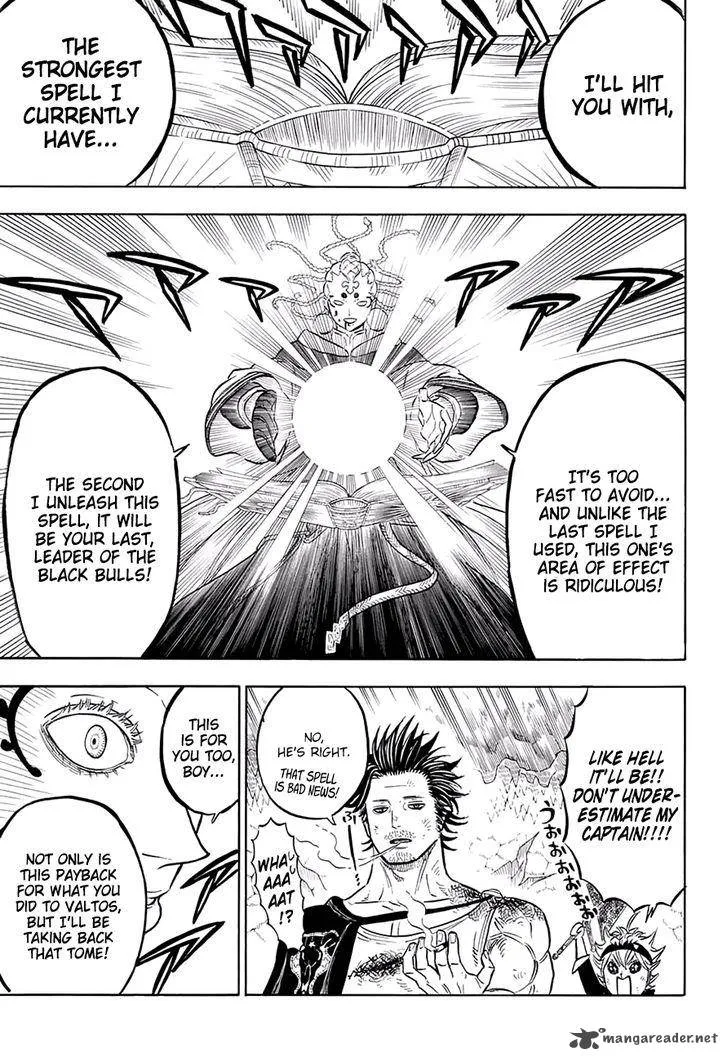 I'LL HIT
YOU WITH,
THE
STRONGEST
SPELL I
CURRENTLY
HAVE...
IT'S TOO
FAST TO AVOID...
AND UNLIKE THE
LAST SPELL I
USED, THIS ONE'S
AREA OF EFFECT
IS RIDICULOUS!
THE SECOND
I UNLEASH THIS
SPELL, IT WILL
BE YOUR LAST,
LEADER OF THE
BLACK BULLS!
LIKE HELL
IT'LL BE!!
DON'T UNDER-
ESTIMATE MY
CAPTAIN!!!!
うおおおおお
NO,
HE'S RIGHT.
THAT SPELL
IS BAD NEWS!
WHA-
AAA
AAT
!?
THIS IS
FOR
YOU TOO,
BOY...
NOT ONLY IS
THIS PAYBACK
FOR WHAT YOU
DID TO VALTOS,
BUT I'LL BE
TAKING BACK
THAT TOME!
mangareader.net